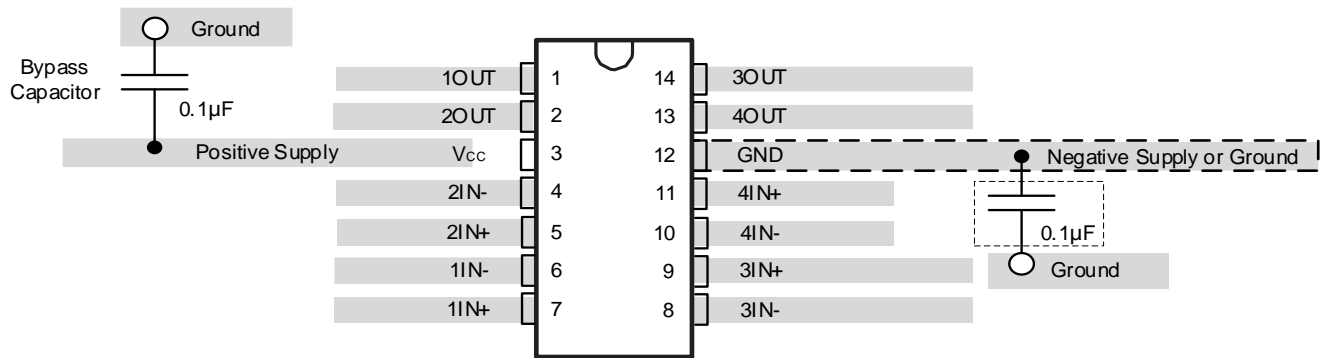 Ground
Bypass
Capacitor
0.1µF
Positive Supply
1OUT 1 14 3OUT
2OUT 2 13 4OUT
Vcc 3 12 GND
2IN- 4 11 4IN+
2IN+ 5 10 4IN-
1IN- 6 9 3IN+
1IN+ 7 8 3IN-
Negative Supply or Ground
0.1µF
Ground